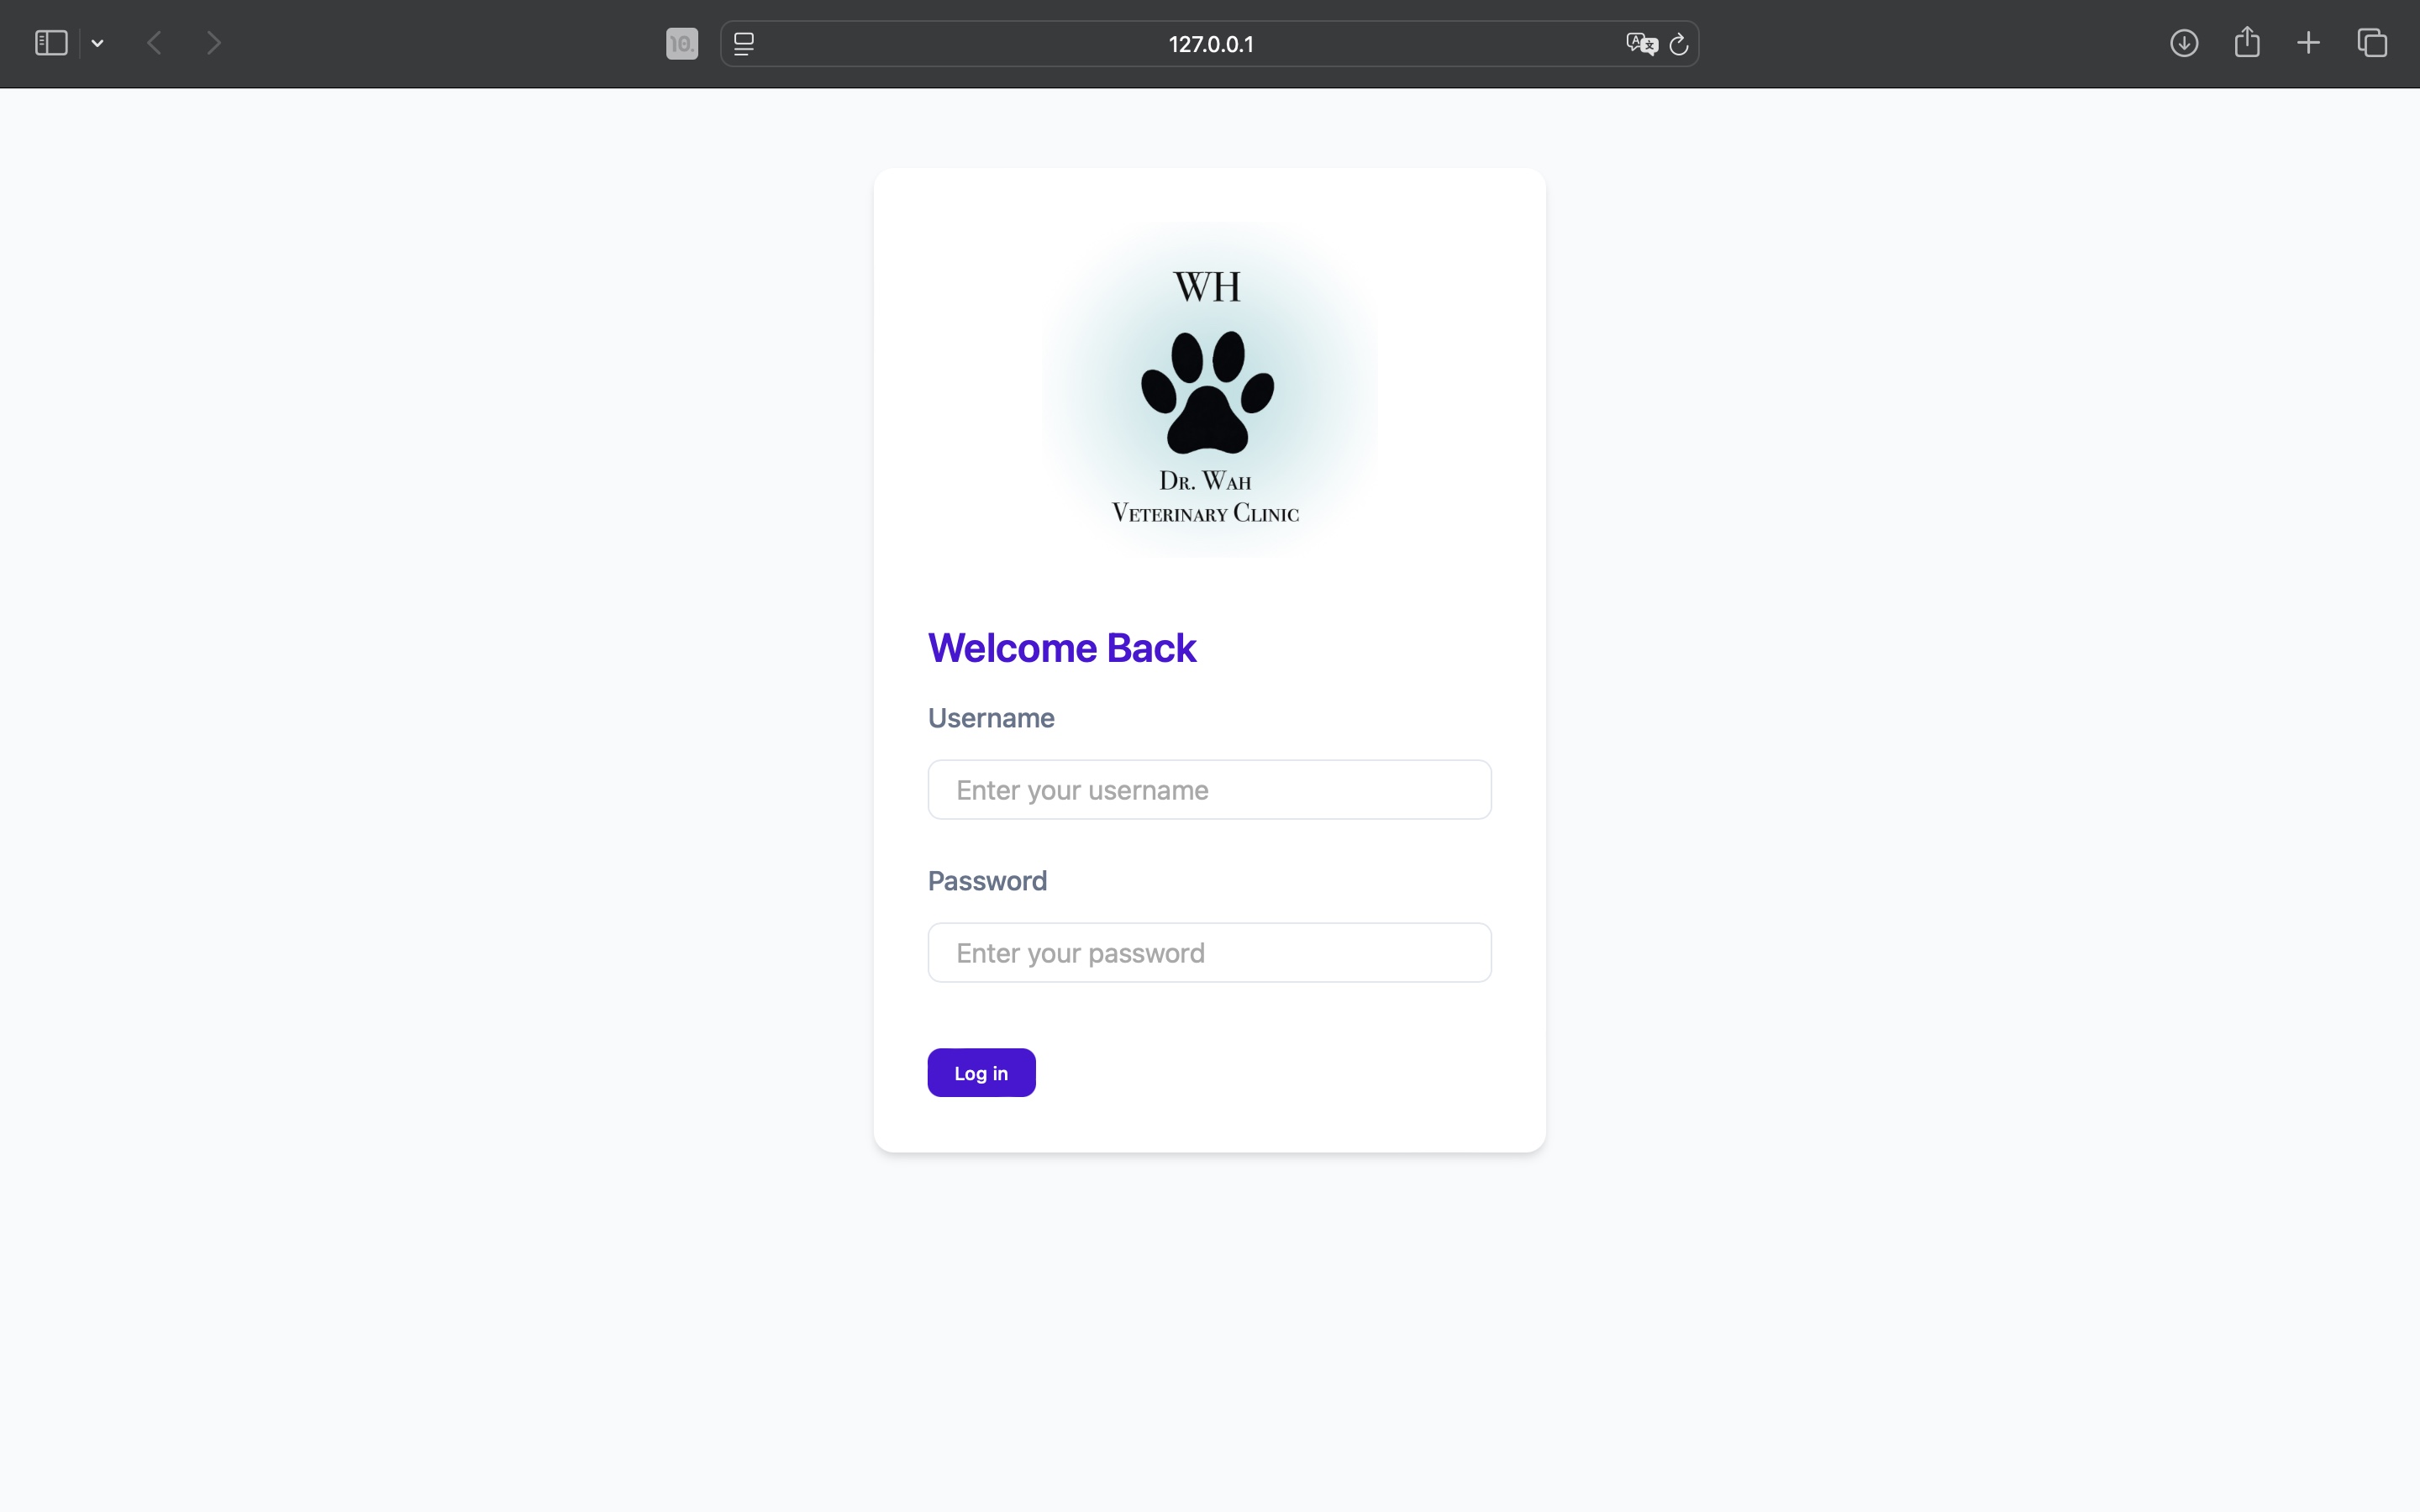 10.
127.0.0.1
WH
Dr. Wah
Veterinary Clinic
Welcome Back
Username
Enter your username
Password
Enter your password
Log in